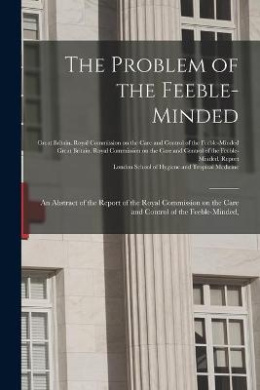 The Problem
of the Feeble-
Minded
Great Britain. Royal Commission on the Care and Control of the Feeble-Minded
Great Britain. Royal Commission on the Care and Control of the Feeble-
Minded. Report
London School of Hygiene and Tropical Medicine
An Abstract of the Report of the Royal Commission on the Care
and Control of the Feeble-Minded,